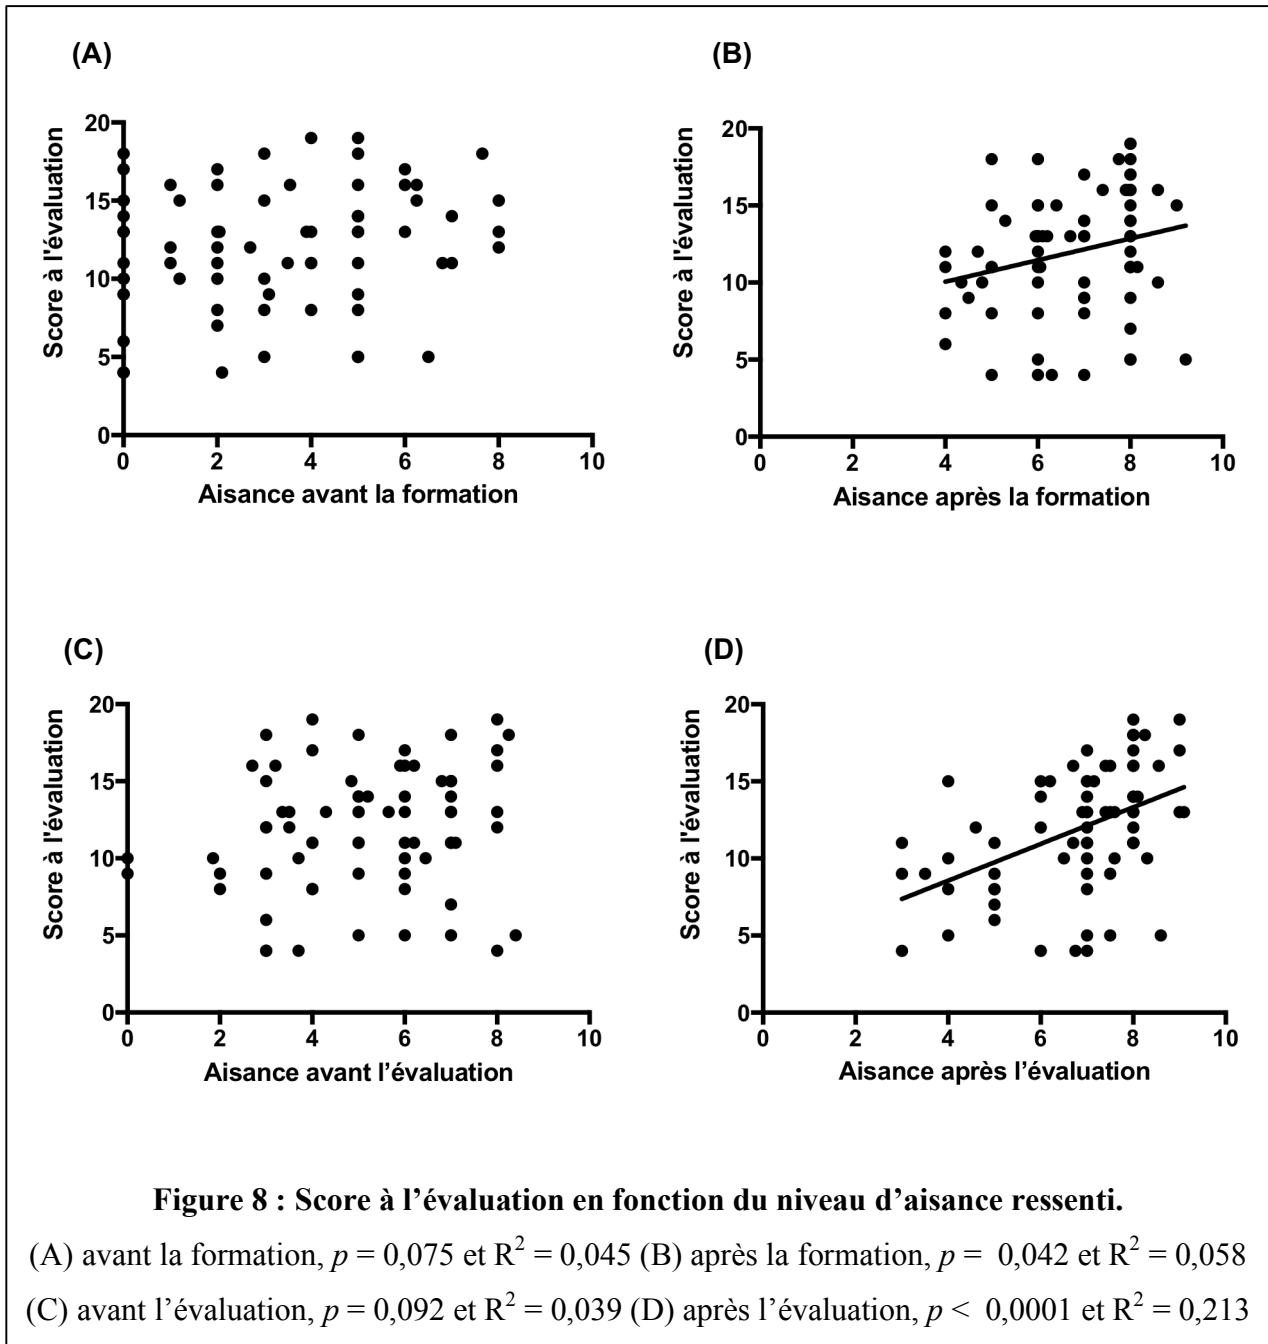 (A)
Score à l'évaluation
20
15
10
5
0
0 2 4 6 8 10
Aisance avant la formation
(B)
Score à l'évaluation
20
15
10
5
0
0 2 4 6 8 10
Aisance après la formation
(C)
Score à l'évaluation
20
15
10
5
0
0 2 4 6 8 10
Aisance avant l’évaluation
(D)
Score à l'évaluation
20
15
10
5
0
0 2 4 6 8 10
Aisance après l’évaluation
Figure 8 : Score à l’évaluation en fonction du niveau d’aisance ressenti.
(A) avant la formation, p = 0,075 et R² = 0,045 (B) après la formation, p = 0,042 et R² = 0,058
(C) avant l’évaluation, p = 0,092 et R² = 0,039 (D) après l’évaluation, p < 0,0001 et R² = 0,213